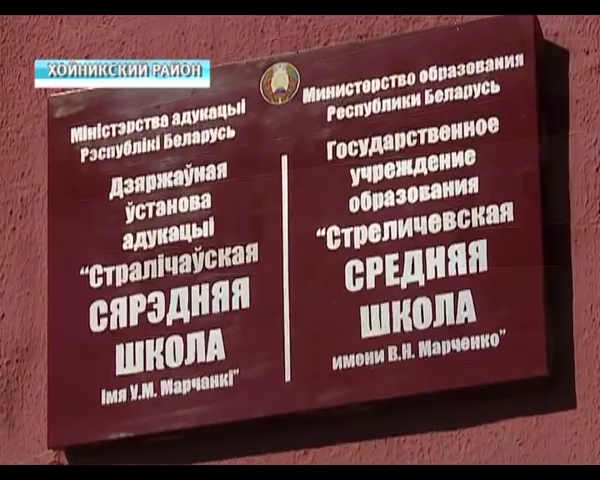 ХОЙНИКСКИЙ РАЙОН
Міністэрства адукацыі
Рэспублікі Беларусь
Дзяржаўная
ўстанова
адукацыі
“Стралічаўская
СЯРЭДНЯЯ
ШКОЛА
імя У.М. Марчанкі”
Министерство образования
Республики Беларусь
Государственное
учреждение
образования
“Стреличевская
СРЕДНЯЯ
ШКОЛА
имени В.Н. Марченко”